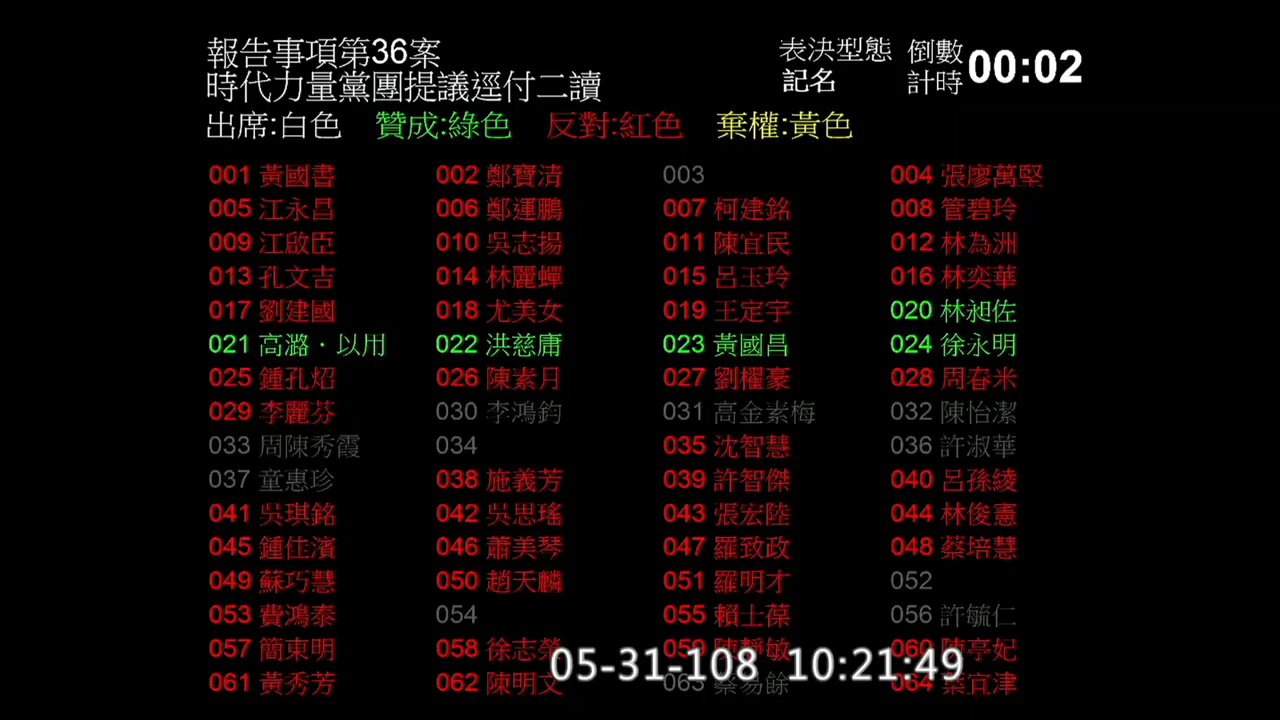 報告事項第36案 表決型態 倒數
時代力量黨團提議逕付二讀 記名 計時 00:02
出席:白色 贊成:綠色 反對:紅色 棄權:黃色
001 黃國書 002 鄭寶清 003 004 張廖萬堅
005 江永昌 006 鄭運鵬 007 柯建銘 008 管碧玲
009 江啟臣 010 吳志揚 011 陳宜民 012 林為洲
013 孔文吉 014 林麗蟬 015 呂玉玲 016 林奕華
017 劉建國 018 尤美女 019 王定宇 020 林昶佐
021 高潞．以用 022 洪慈庸 023 黃國昌 024 徐永明
025 鍾孔炤 026 陳素月 027 劉櫂豪 028 周春米
029 李麗芬 030 李鴻鈞 031 高金素梅 032 陳怡潔
033 周陳秀霞 034 035 沈智慧 036 許淑華
037 童惠珍 038 施義芳 039 許智傑 040 呂孫綾
041 吳琪銘 042 吳思瑤 043 張宏陸 044 林俊憲
045 鍾佳濱 046 蕭美琴 047 羅致政 048 蔡培慧
049 蘇巧慧 050 趙天麟 051 羅明才 052
053 費鴻泰 054 055 賴士葆 056 許毓仁
057 簡東明 058 徐志榮 059 陳靜敏 060 陳亭妃
05-31-108 10:21:49
061 黃秀芳 062 陳明文 063 蔡易餘 064 葉宜津